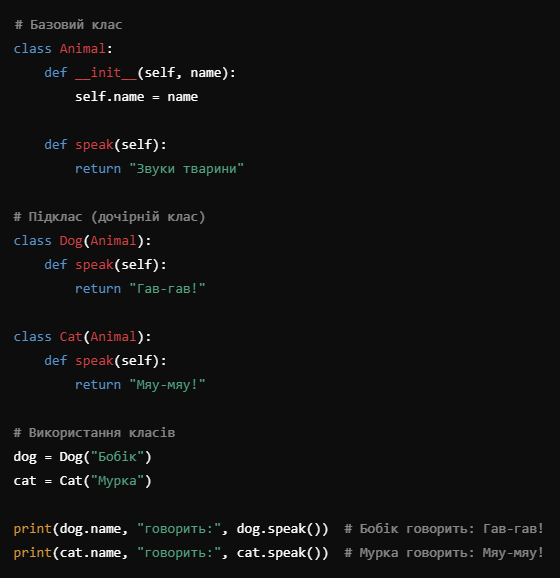 # Базовий клас
class Animal:
    def __init__(self, name):
        self.name = name

    def speak(self):
        return "Звуки тварини"

# Підклас (дочірній клас)
class Dog(Animal):
    def speak(self):
        return "Гав-гав!"

class Cat(Animal):
    def speak(self):
        return "Мяу-мяу!"

# Використання класів
dog = Dog("Бобік")
cat = Cat("Мурка")

print(dog.name, "говорить:", dog.speak())  # Бобік говорить: Гав-гав!
print(cat.name, "говорить:", cat.speak())  # Мурка говорить: Мяу-мяу!